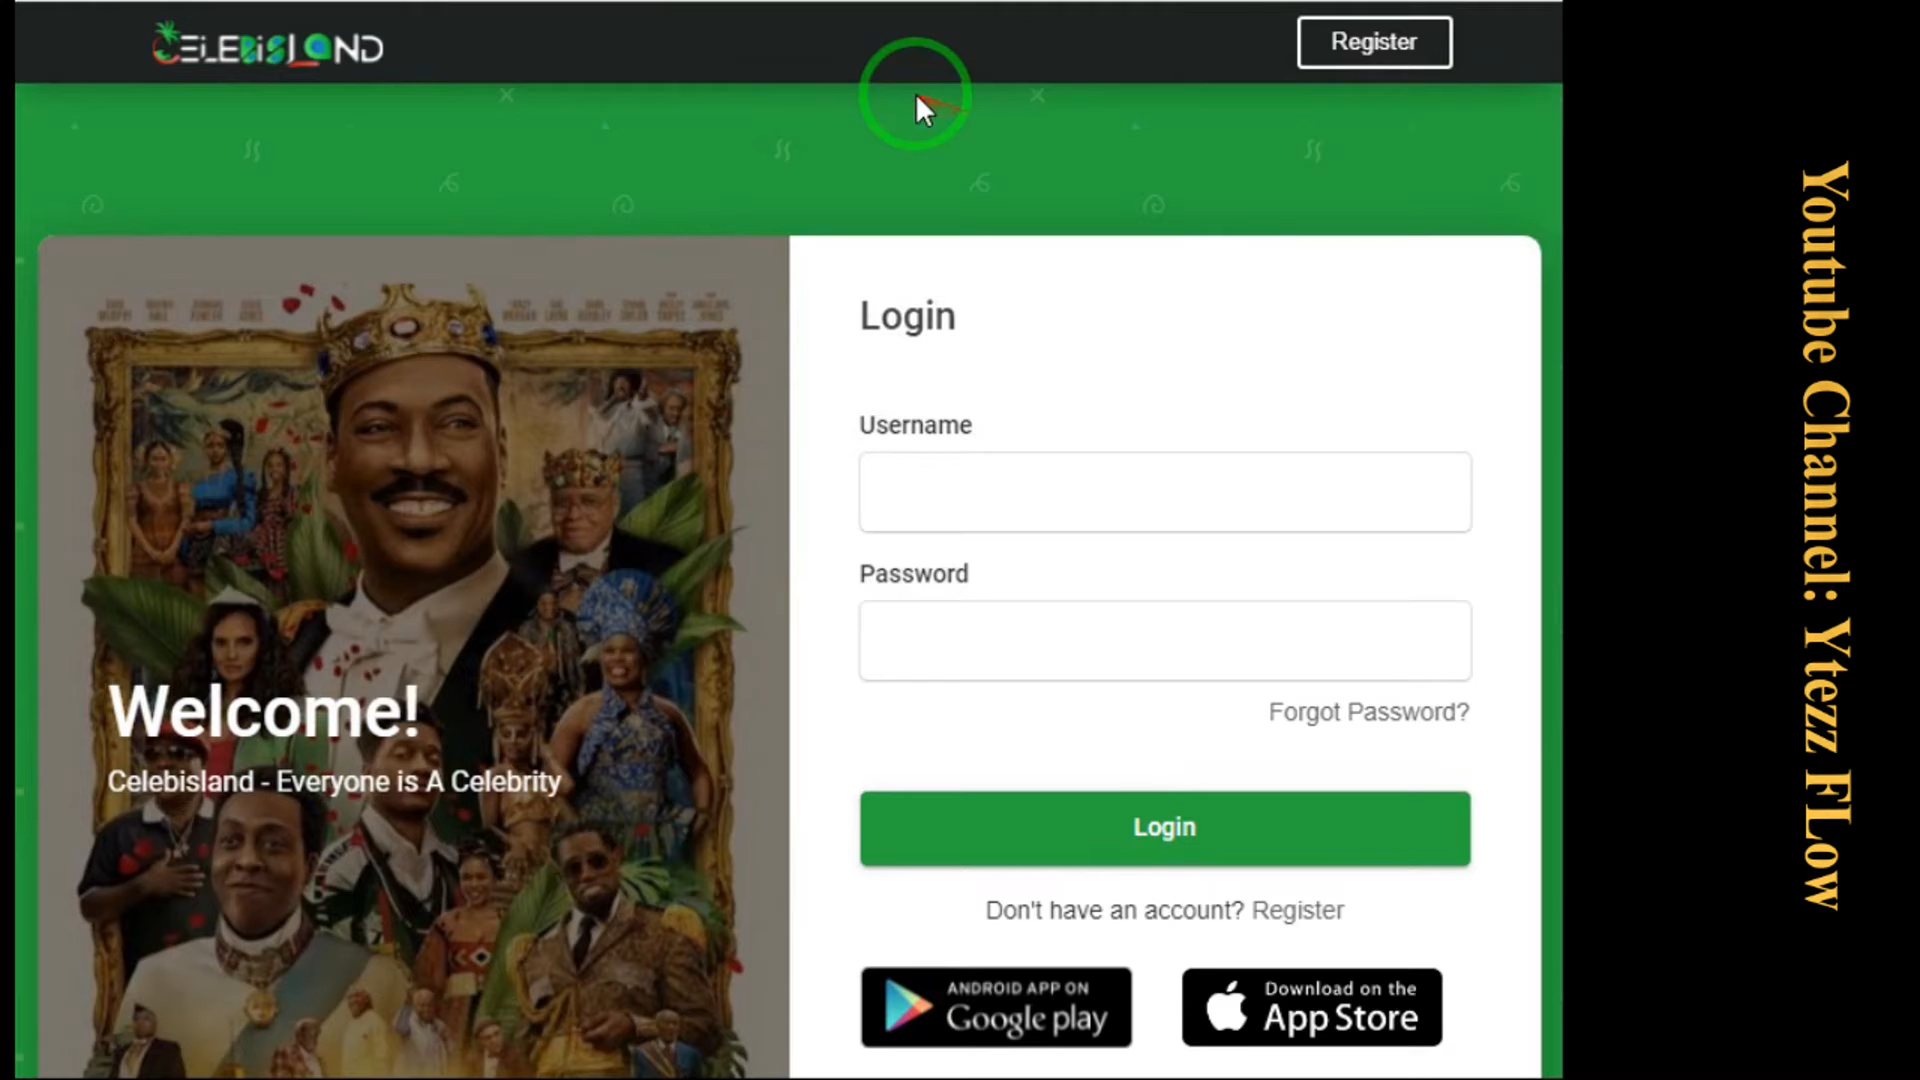 CELEBISLAND
Register
Login
Username
Password
Forgot Password?
Welcome!
Celebisland - Everyone is A Celebrity
Login
Don't have an account? Register
ANDROID APP ON
Google play
Download on the
App Store
Youtube Channel: Ytezz FLow